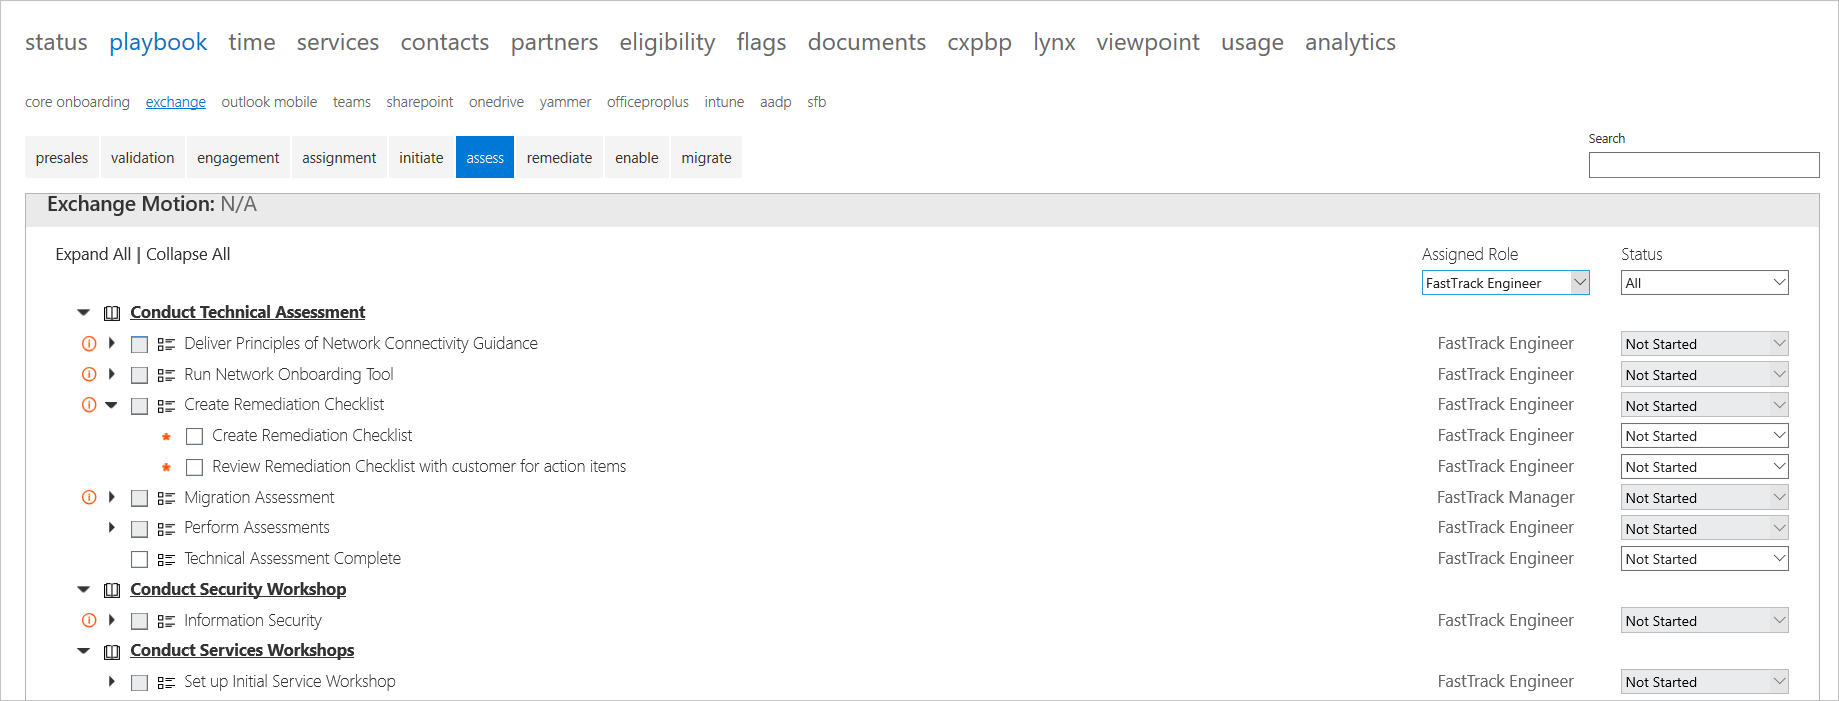 status playbook time services contacts partners eligibility flags documents cxpbp lynx viewpoint usage analytics
core onboarding exchange outlook mobile teams sharepoint onedrive yammer officeproplus intune aadp sfb
Search
presales validation engagement assignment initiate assess remediate enable migrate
Exchange Motion: N/A
Expand All | Collapse All Assigned Role Status
FastTrack Engineer All
Conduct Technical Assessment
Deliver Principles of Network Connectivity Guidance FastTrack Engineer Not Started
Run Network Onboarding Tool FastTrack Engineer Not Started
Create Remediation Checklist FastTrack Engineer Not Started
* Create Remediation Checklist FastTrack Engineer Not Started
* Review Remediation Checklist with customer for action items FastTrack Engineer Not Started
Migration Assessment FastTrack Manager Not Started
Perform Assessments FastTrack Engineer Not Started
Technical Assessment Complete FastTrack Engineer Not Started
Conduct Security Workshop
Information Security FastTrack Engineer Not Started
Conduct Services Workshops
Set up Initial Service Workshop FastTrack Engineer Not Started